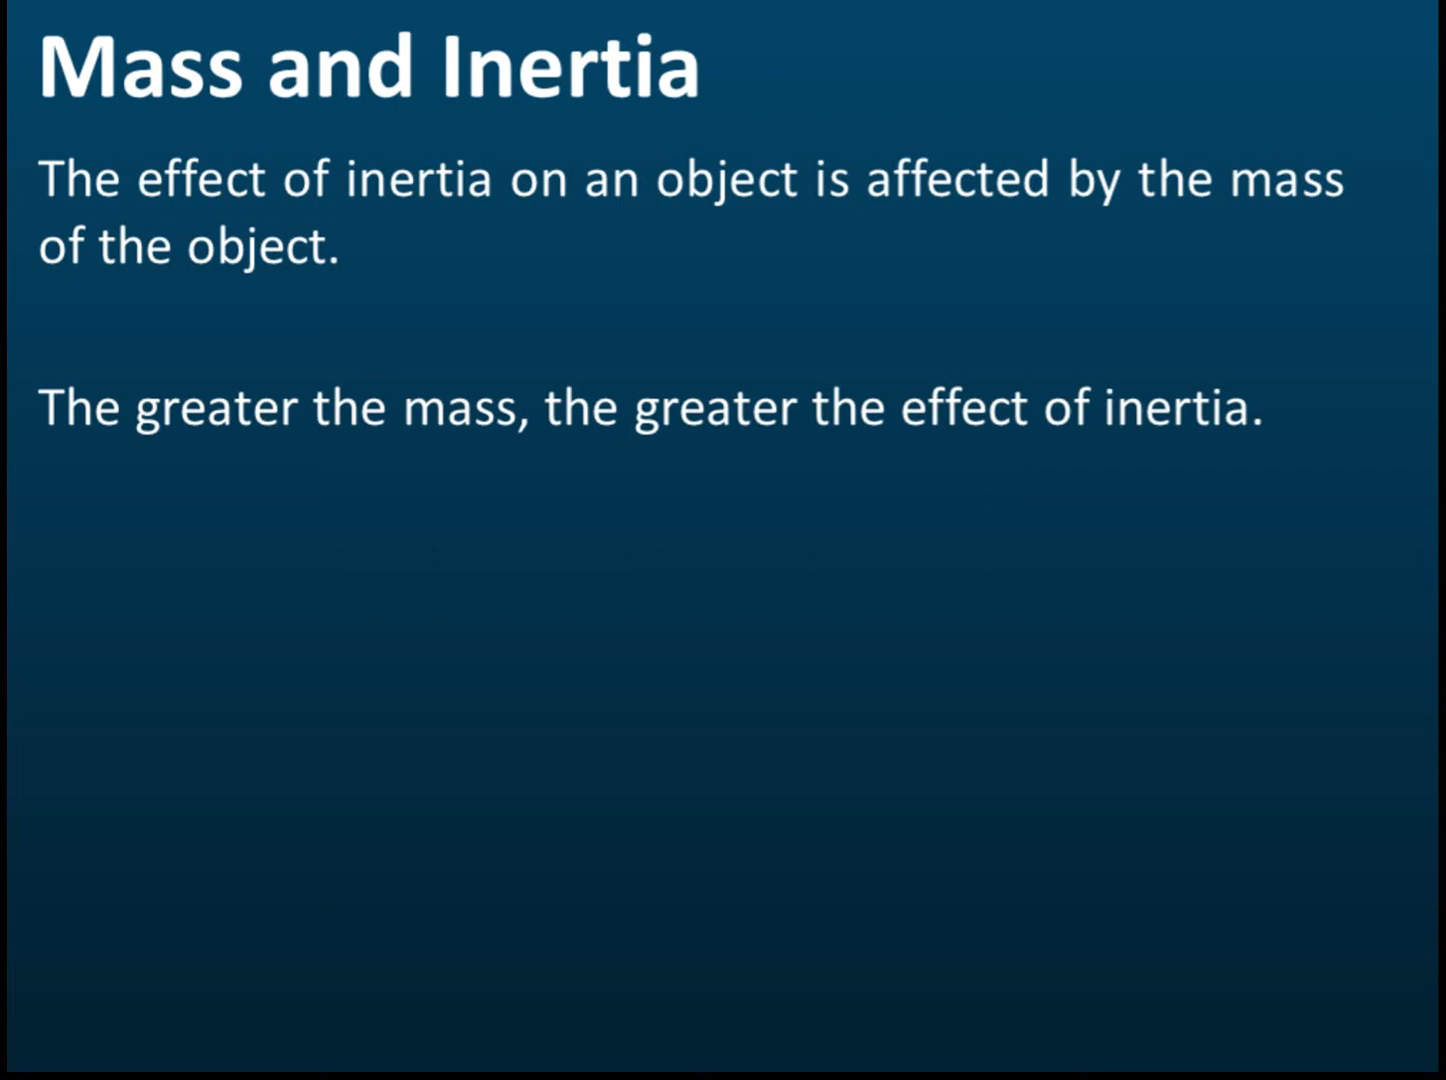 Mass and Inertia
The effect of inertia on an object is affected by the mass
of the object.
The greater the mass, the greater the effect of inertia.